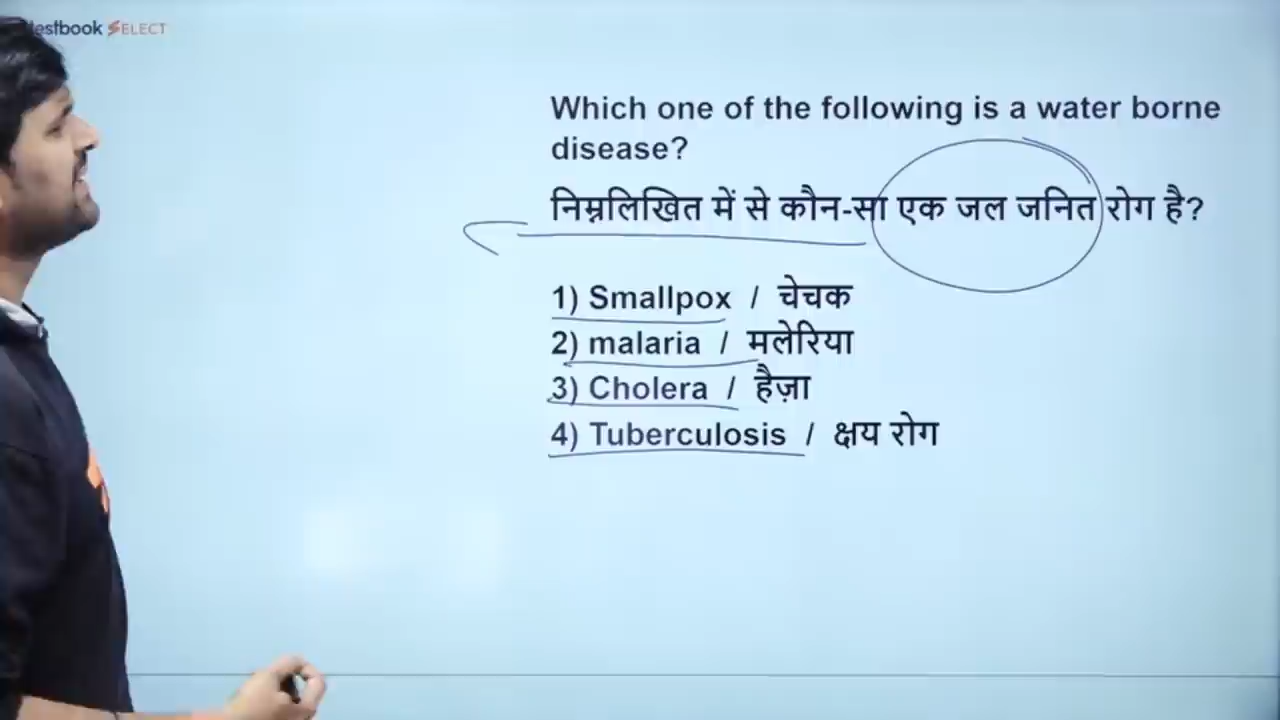 testbook SELECT
Which one of the following is a water borne
disease?
निम्नलिखित में से कौन-सा एक जल जनित रोग है?
1) Smallpox / चेचक
2) malaria / मलेरिया
3) Cholera / हैज़ा
4) Tuberculosis / क्षय रोग